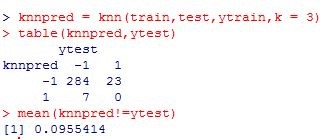 > knnpred = knn(train,test,ytrain,k = 3)
> table(knnpred,ytest)
ytest
knnpred -1 1
-1 284 23
1 7 0
> mean(knnpred!=ytest)
[1] 0.0955414